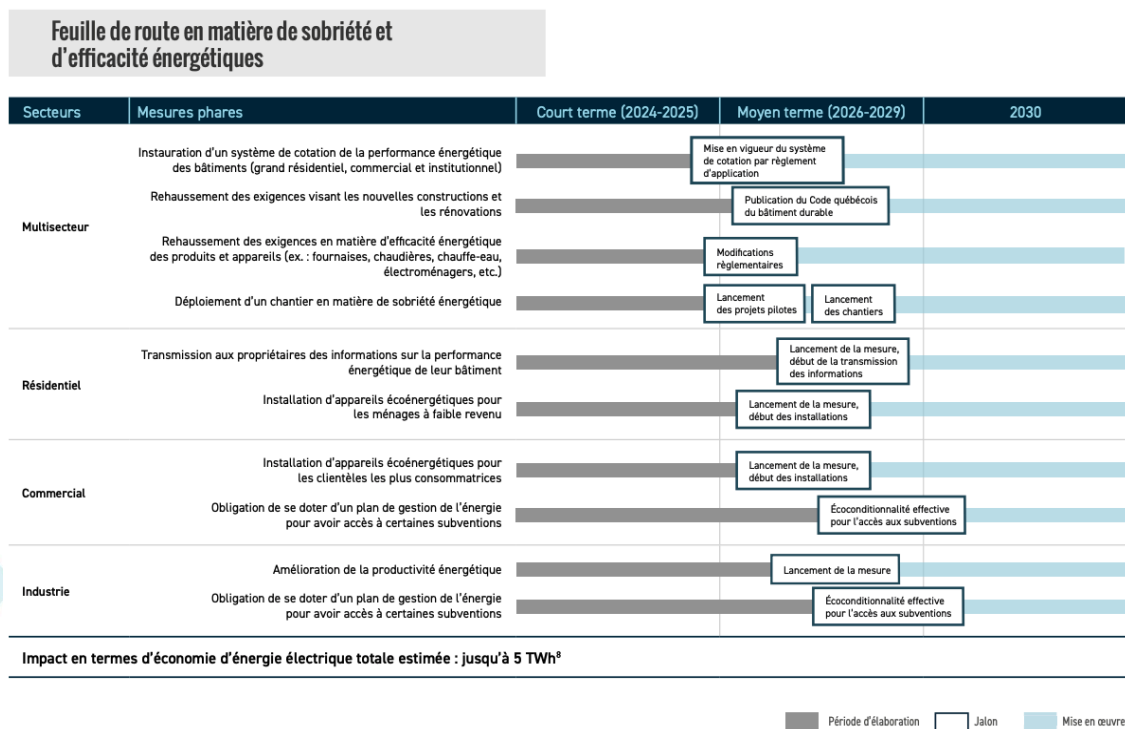 Feuille de route en matière de sobriété et
d'efficacité énergétiques
Secteurs
Mesures phares
Court terme (2024-2025)
Moyen terme (2026-2029)
2030
Multisecteur
Instauration d'un système de cotation de la performance énergétique
des bâtiments (grand résidentiel, commercial et institutionnel)
Mise en vigueur du système
de cotation par règlement
d'application
Rehaussement des exigences visant les nouvelles constructions et
les rénovations
Publication du Code québécois
du bâtiment durable
Rehaussement des exigences en matière d'efficacité énergétique
des produits et appareils (ex. : fournaises, chaudières, chauffe-eau,
électroménagers, etc.)
Modifications
règlementaires
Déploiement d'un chantier en matière de sobriété énergétique
Lancement
des projets pilotes
Lancement
des chantiers
Résidentiel
Transmission aux propriétaires des informations sur la performance
énergétique de leur bâtiment
Lancement de la mesure,
début de la transmission
des informations
Installation d'appareils écoénergétiques pour
les ménages à faible revenu
Lancement de la mesure,
début des installations
Commercial
Installation d'appareils écoénergétiques pour
les clientèles les plus consommatrices
Lancement de la mesure,
début des installations
Obligation de se doter d'un plan de gestion de l'énergie
pour avoir accès à certaines subventions
Écoconditionnalité effective
pour l'accès aux subventions
Industrie
Amélioration de la productivité énergétique
Lancement de la mesure
Obligation de se doter d'un plan de gestion de l'énergie
pour avoir accès à certaines subventions
Écoconditionnalité effective
pour l'accès aux subventions
Impact en termes d'économie d'énergie électrique totale estimée : jusqu'à 5 TWh⁸
Période d'élaboration
Jalon
Mise en œuvre